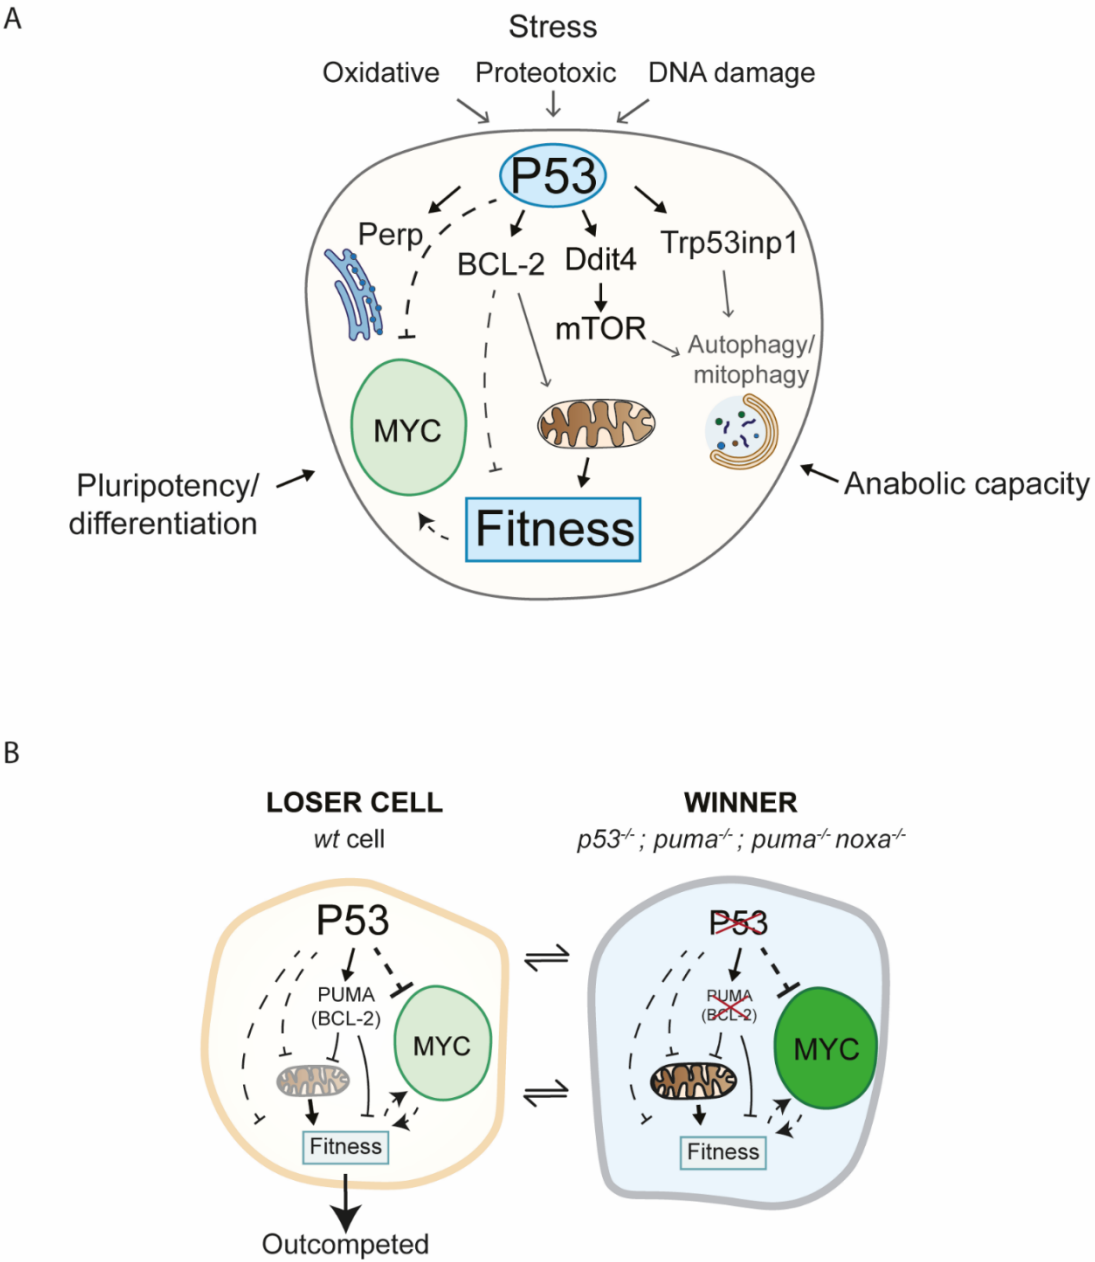 A
Stress
Oxidative Proteotoxic DNA damage
P53
Perp
BCL-2
Ddit4
Trp53inp1
mTOR
Autophagy/
mitophagy
MYC
Pluripotency/
differentiation
Anabolic capacity
Fitness
B
LOSER CELL
wt cell
P53
PUMA
(BCL-2)
MYC
Fitness
Outcompeted
WINNER
p53-/- ; puma-/- ; puma-/- noxa-/-
P53
PUMA
(BCL-2)
MYC
Fitness